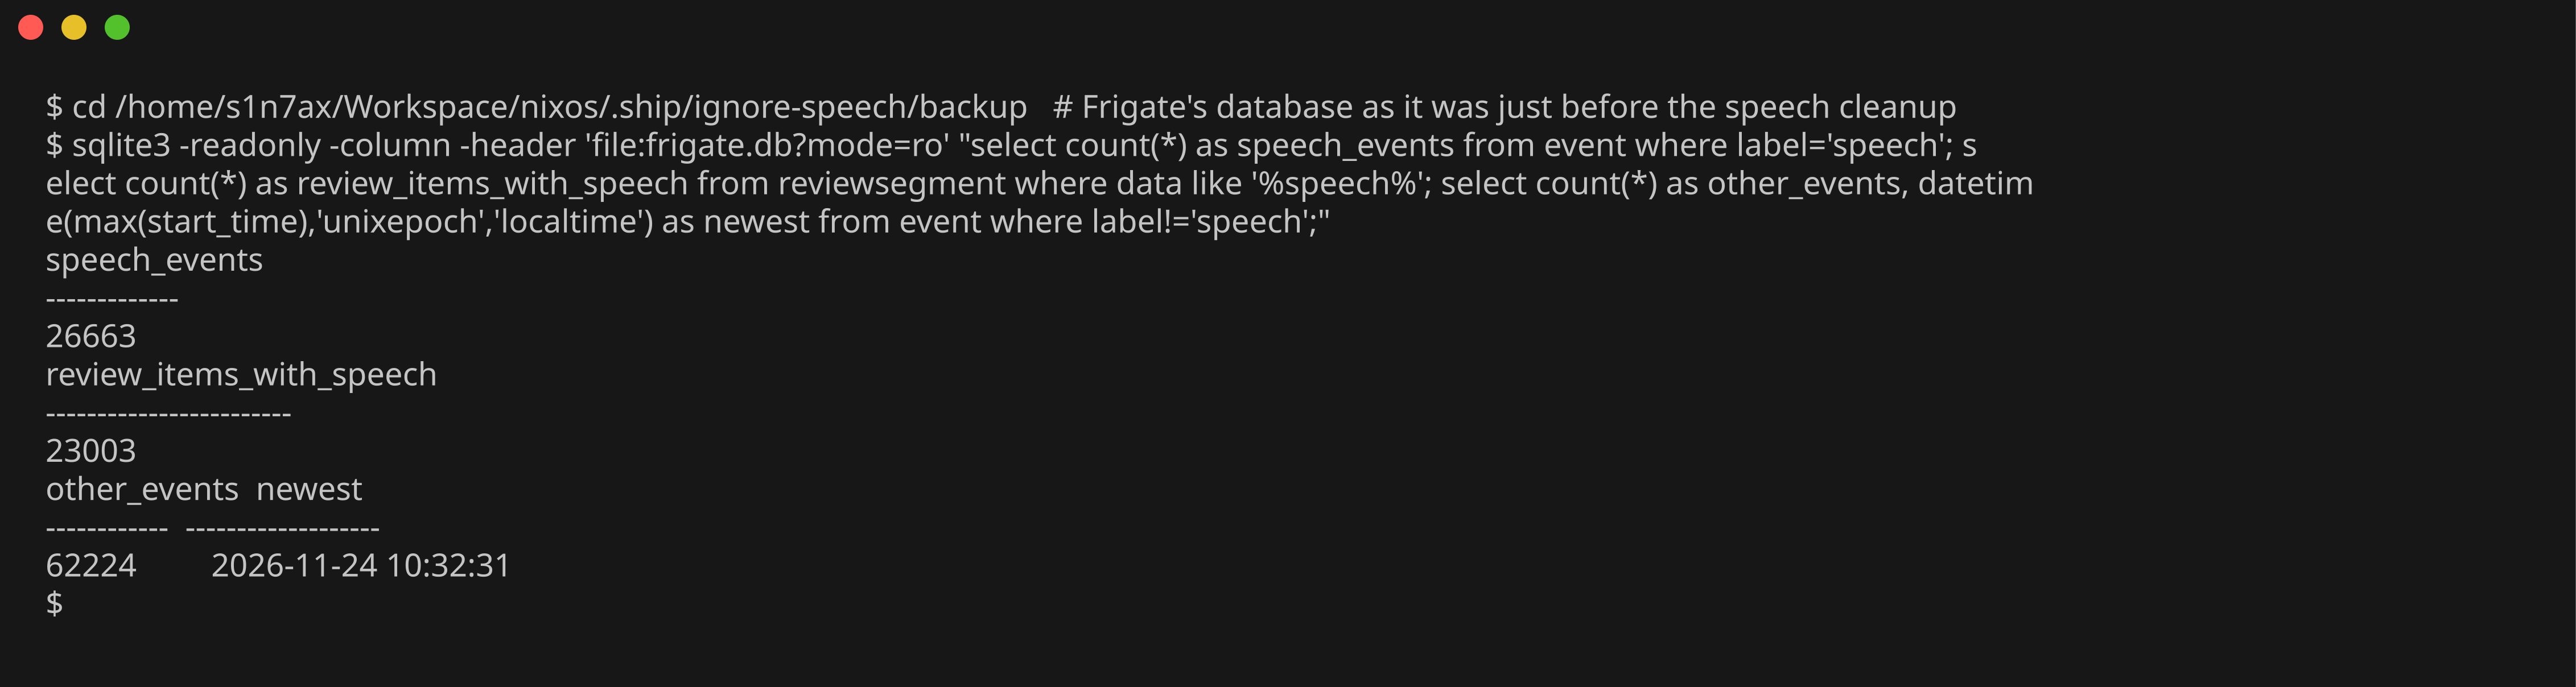 $ cd /home/s1n7ax/Workspace/nixos/.ship/ignore-speech/backup   # Frigate's database as it was just before the speech cleanup
$ sqlite3 -readonly -column -header 'file:frigate.db?mode=ro' "select count(*) as speech_events from event where label='speech'; s
elect count(*) as review_items_with_speech from reviewsegment where data like '%speech%'; select count(*) as other_events, datetim
e(max(start_time),'unixepoch','localtime') as newest from event where label!='speech';"
speech_events
-------------
26663
review_items_with_speech
------------------------
23003
other_events  newest
------------  -------------------
62224         2026-11-24 10:32:31
$